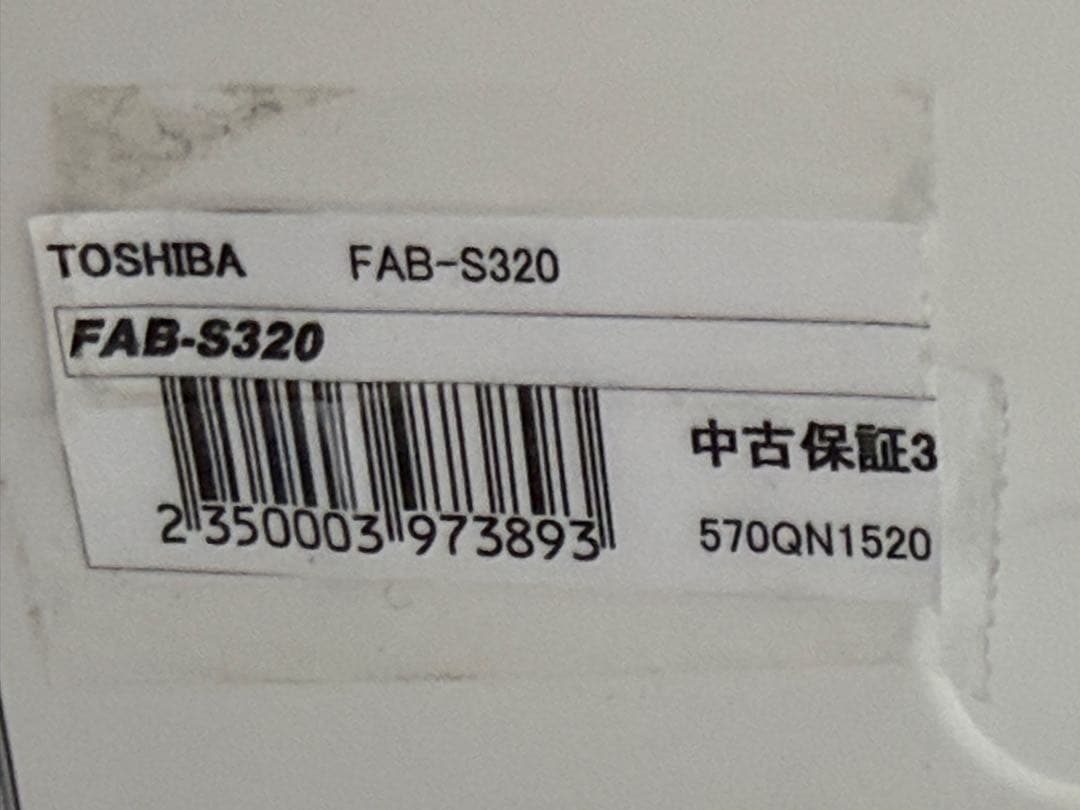 TOSHIBA FAB-S320
FAB-S320
中古保証3
2 350003 973893
570QN1520